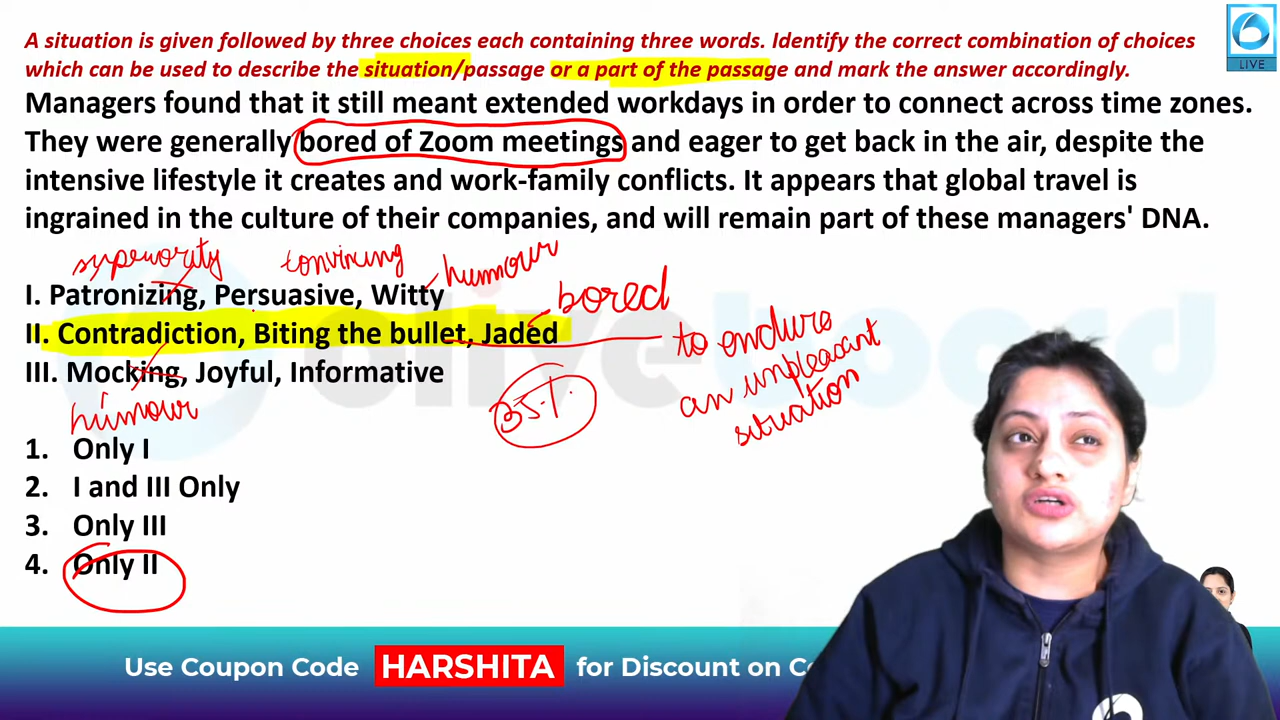 A situation is given followed by three choices each containing three words. Identify the correct combination of choices
which can be used to describe the situation/passage or a part of the passage and mark the answer accordingly.
LIVE
Managers found that it still meant extended workdays in order to connect across time zones.
They were generally bored of Zoom meetings and eager to get back in the air, despite the
intensive lifestyle it creates and work-family conflicts. It appears that global travel is
ingrained in the culture of their companies, and will remain part of these managers' DNA.
superiority convincing humour
I. Patronizing, Persuasive, Witty
bored
II. Contradiction, Biting the bullet, Jaded
to endure
an unpleasant
situation
III. Mocking, Joyful, Informative
humour
1. Only I
2. I and III Only
3. Only III
4. Only II
Use Coupon Code HARSHITA for Discount on